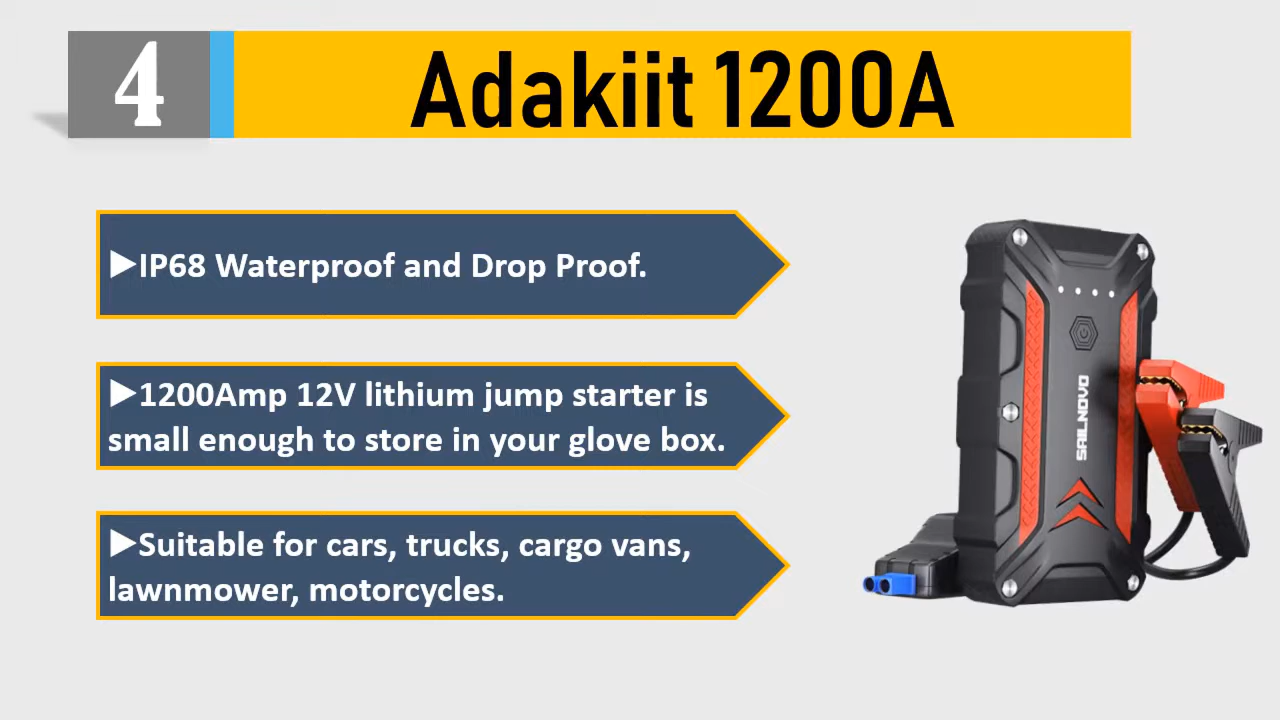 4
Adakiit 1200A
►IP68 Waterproof and Drop Proof.
►1200Amp 12V lithium jump starter is
small enough to store in your glove box.
►Suitable for cars, trucks, cargo vans,
lawnmower, motorcycles.
SAILNOVO